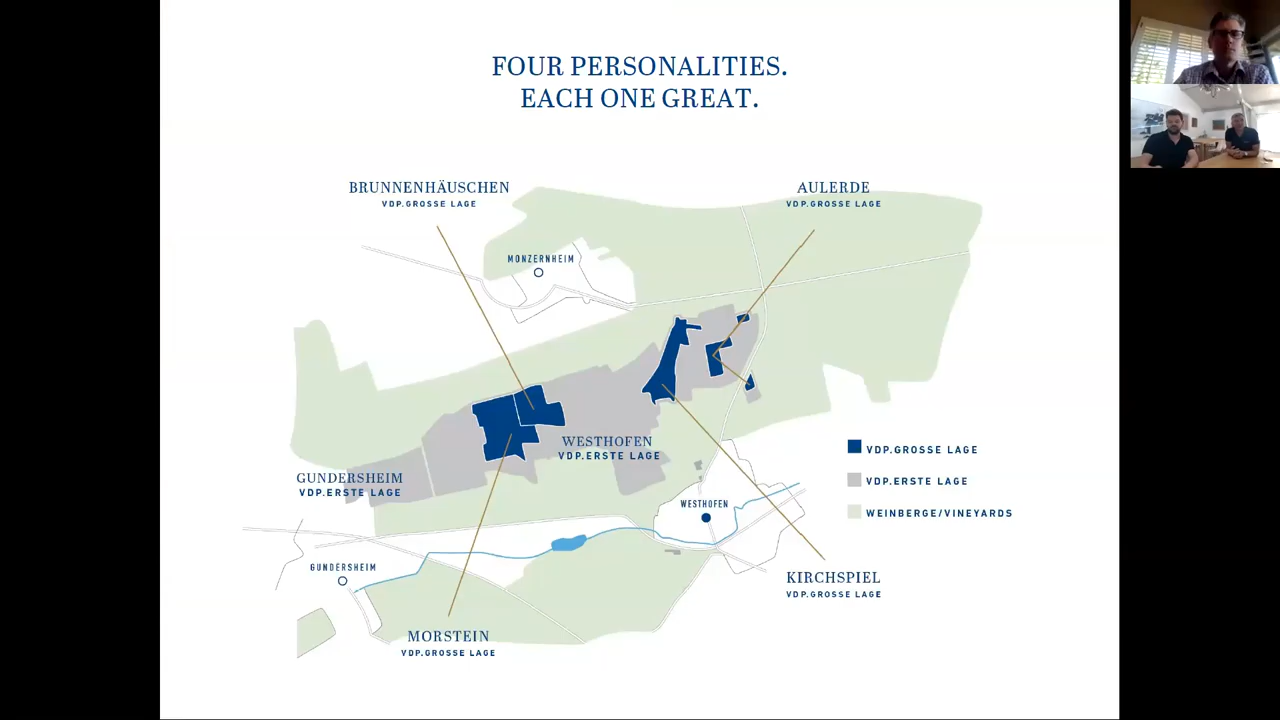 FOUR PERSONALITIES.
EACH ONE GREAT.
BRUNNENHÄUSCHEN
VDP.GROSSE LAGE
AULERDE
VDP.GROSSE LAGE
MONZERNHEIM
WESTHOFEN
VDP.ERSTE LAGE
GUNDERSHEIM
VDP.ERSTE LAGE
VDP.GROSSE LAGE
VDP.ERSTE LAGE
WEINBERGE/VINEYARDS
WESTHOFEN
GUNDERSHEIM
KIRCHSPIEL
VDP.GROSSE LAGE
MORSTEIN
VDP.GROSSE LAGE